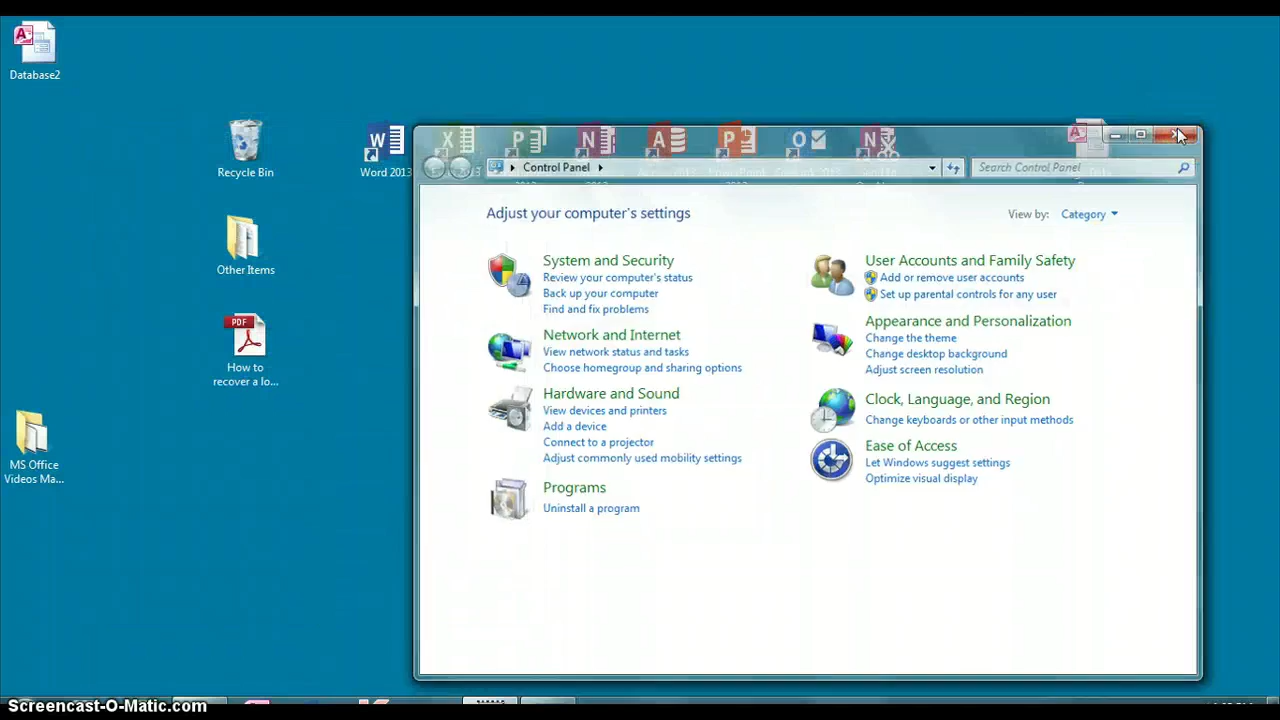 Database2
Recycle Bin
Word 2013
Other Items
PDF
How to
recover a lo...
MS Office
Videos Ma...
Control Panel
Search Control Panel
Adjust your computer's settings
View by: Category
System and Security
Review your computer's status
Back up your computer
Find and fix problems
Network and Internet
View network status and tasks
Choose homegroup and sharing options
Hardware and Sound
View devices and printers
Add a device
Connect to a projector
Adjust commonly used mobility settings
Programs
Uninstall a program
User Accounts and Family Safety
Add or remove user accounts
Set up parental controls for any user
Appearance and Personalization
Change the theme
Change desktop background
Adjust screen resolution
Clock, Language, and Region
Change keyboards or other input methods
Ease of Access
Let Windows suggest settings
Optimize visual display
Screencast-O-Matic.com